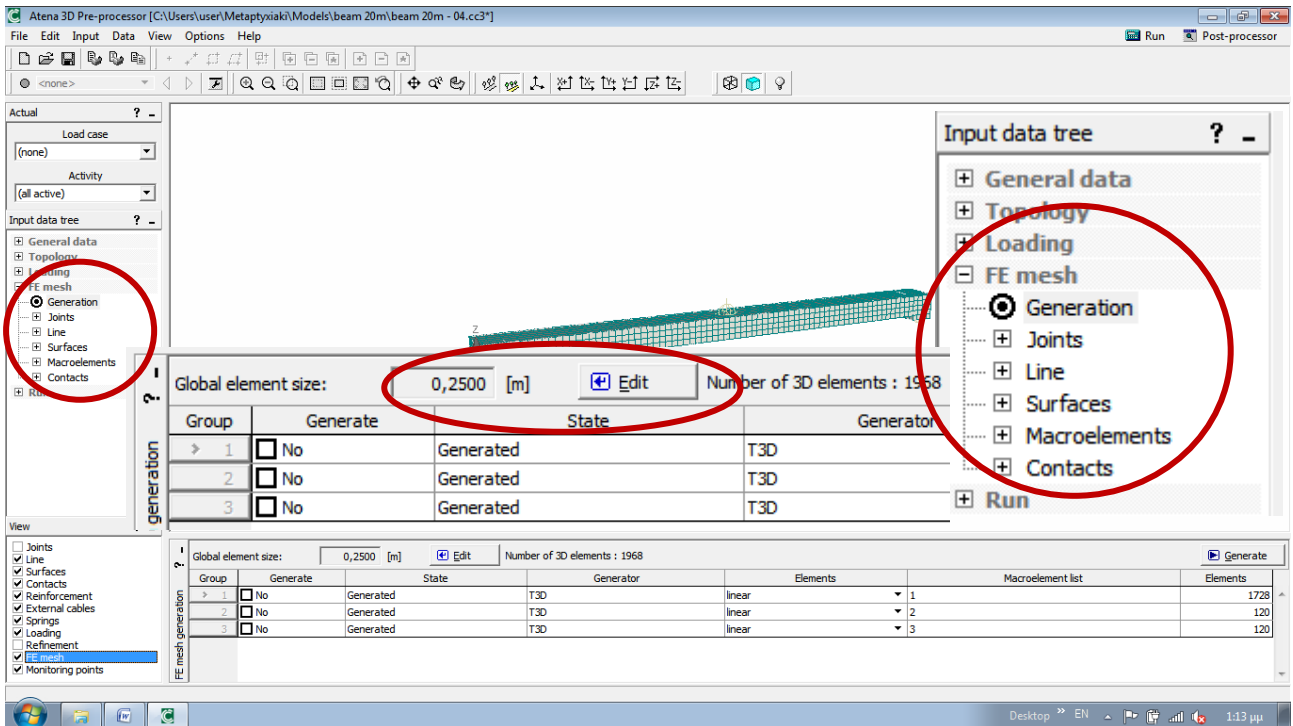 Atena 3D Pre-processor [C:\Users\user\Metaptyxiaki\Models\beam 20m\beam 20m - 04.cc3*]
File Edit Input Data View Options Help Run Post-processor
<none>
Actual ? -
Load case
(none)
Activity
(all active)
Input data tree ? -
General data
Topology
Loading
FE mesh
Generation
Joints
Line
Surfaces
Macroelements
Contacts
Z
Input data tree ? -
General data
Topology
Loading
FE mesh
Generation
Joints
Line
Surfaces
Macroelements
Contacts
Run
Global element size: 0,2500 [m] Edit Number of 3D elements : 1968
Group Generate State Generator
1 No Generated T3D
2 No Generated T3D
3 No Generated T3D
generation
View
Joints
Line
Surfaces
Contacts
Reinforcement
External cables
Springs
Loading
Refinement
FE mesh
Monitoring points
FE mesh generation
Global element size: 0,2500 [m] Edit Number of 3D elements : 1968 Generate
Group Generate State Generator Elements Macroelement list Elements
1 No Generated T3D linear 1 1728
2 No Generated T3D linear 2 120
3 No Generated T3D linear 3 120
Desktop » EN 1:13 μμ